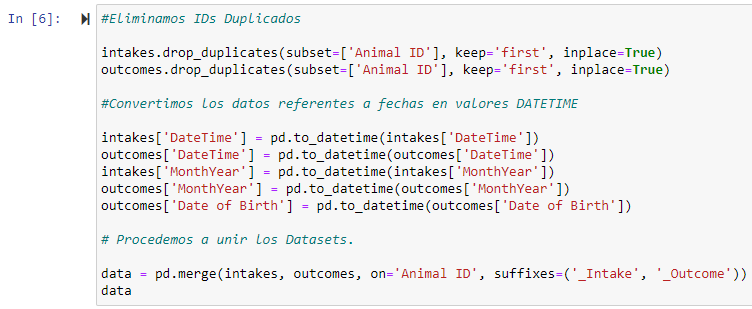 In [6]:
#Eliminamos IDs Duplicados
intakes.drop_duplicates(subset=['Animal ID'], keep='first', inplace=True)
outcomes.drop_duplicates(subset=['Animal ID'], keep='first', inplace=True)
#Convertimos los datos referentes a fechas en valores DATETIME
intakes['DateTime'] = pd.to_datetime(intakes['DateTime'])
outcomes['DateTime'] = pd.to_datetime(outcomes['DateTime'])
intakes['MonthYear'] = pd.to_datetime(intakes['MonthYear'])
outcomes['MonthYear'] = pd.to_datetime(outcomes['MonthYear'])
outcomes['Date of Birth'] = pd.to_datetime(outcomes['Date of Birth'])
# Procedemos a unir los Datasets.
data = pd.merge(intakes, outcomes, on='Animal ID', suffixes=('_Intake', '_Outcome'))
data